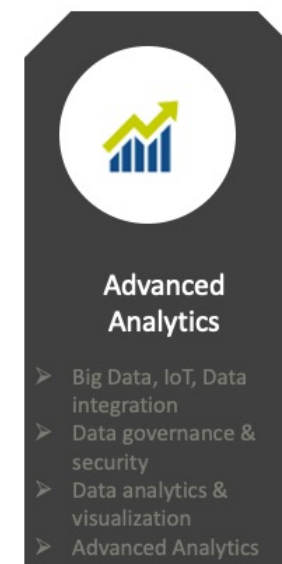 Advanced
Analytics
➢ Big Data, IoT, Data
integration
➢ Data governance &
security
➢ Data analytics &
visualization
➢ Advanced Analytics